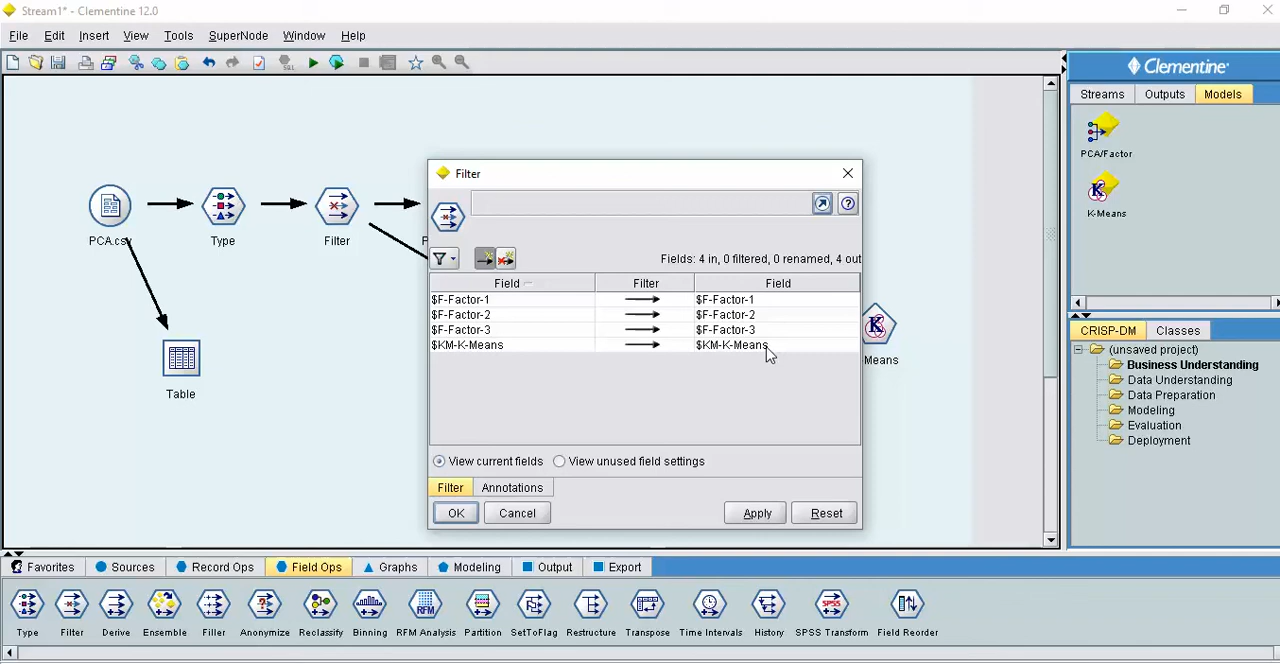 Stream1* - Clementine 12.0
File Edit Insert View Tools SuperNode Window Help
Clementine
Streams Outputs Models
PCA/Factor
K-Means
PCA.csv
Type
Filter
Table
Means
Filter
Fields: 4 in, 0 filtered, 0 renamed, 4 out
Field Filter Field
$F-Factor-1 $F-Factor-1
$F-Factor-2 $F-Factor-2
$F-Factor-3 $F-Factor-3
$KM-K-Means $KM-K-Means
View current fields View unused field settings
Filter Annotations
OK Cancel Apply Reset
CRISP-DM Classes
(unsaved project)
Business Understanding
Data Understanding
Data Preparation
Modeling
Evaluation
Deployment
Favorites Sources Record Ops Field Ops Graphs Modeling Output Export
Type Filter Derive Ensemble Filler Anonymize Reclassify Binning RFM Analysis Partition SetToFlag Restructure Transpose Time Intervals History SPSS Transform Field Reorder